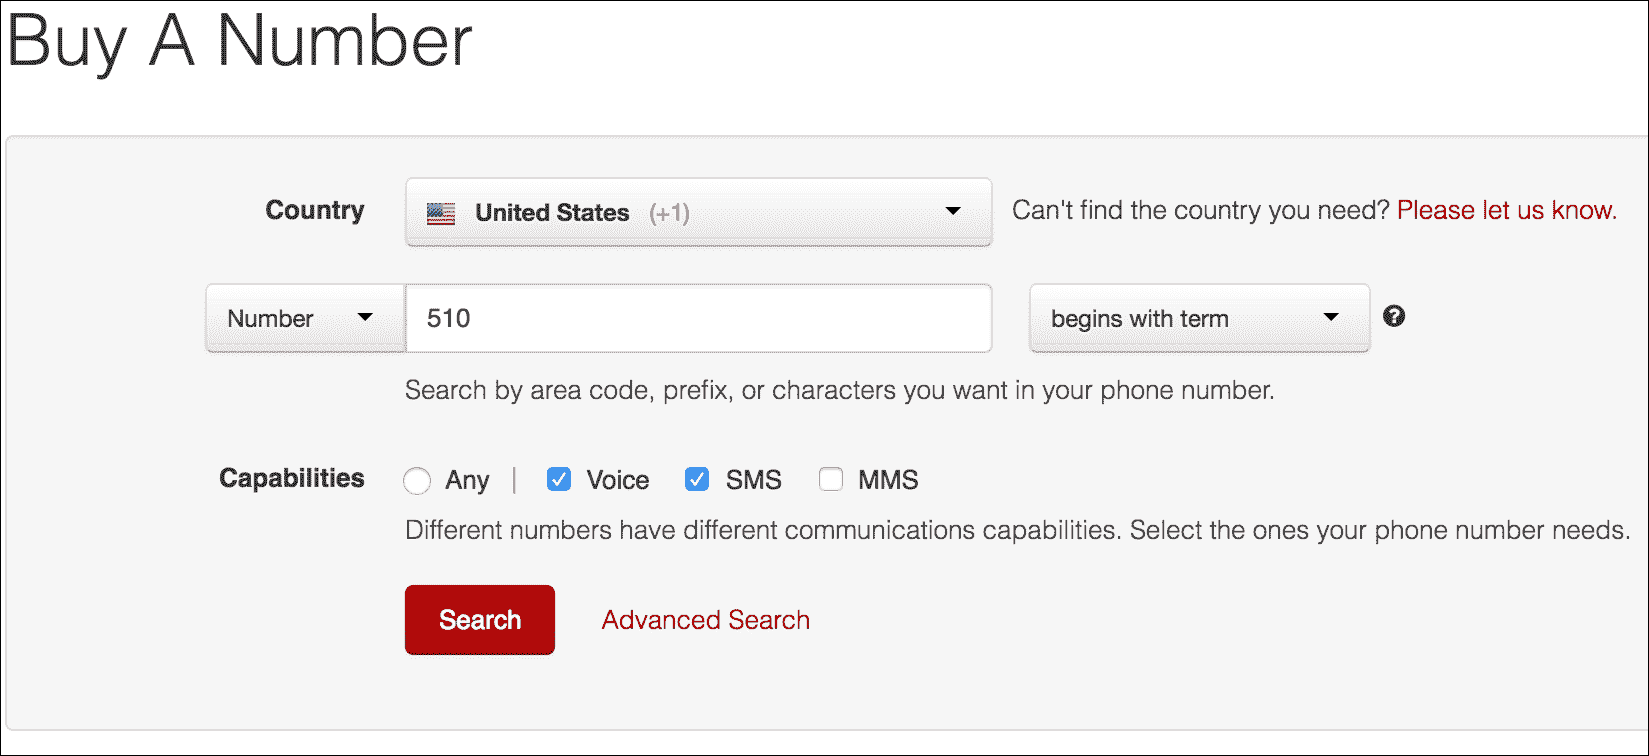 Buy A Number
Country United States (+1) Can't find the country you need? Please let us know.
Number 510 begins with term ?
Search by area code, prefix, or characters you want in your phone number.
Capabilities Any | Voice SMS MMS
Different numbers have different communications capabilities. Select the ones your phone number needs.
Search Advanced Search